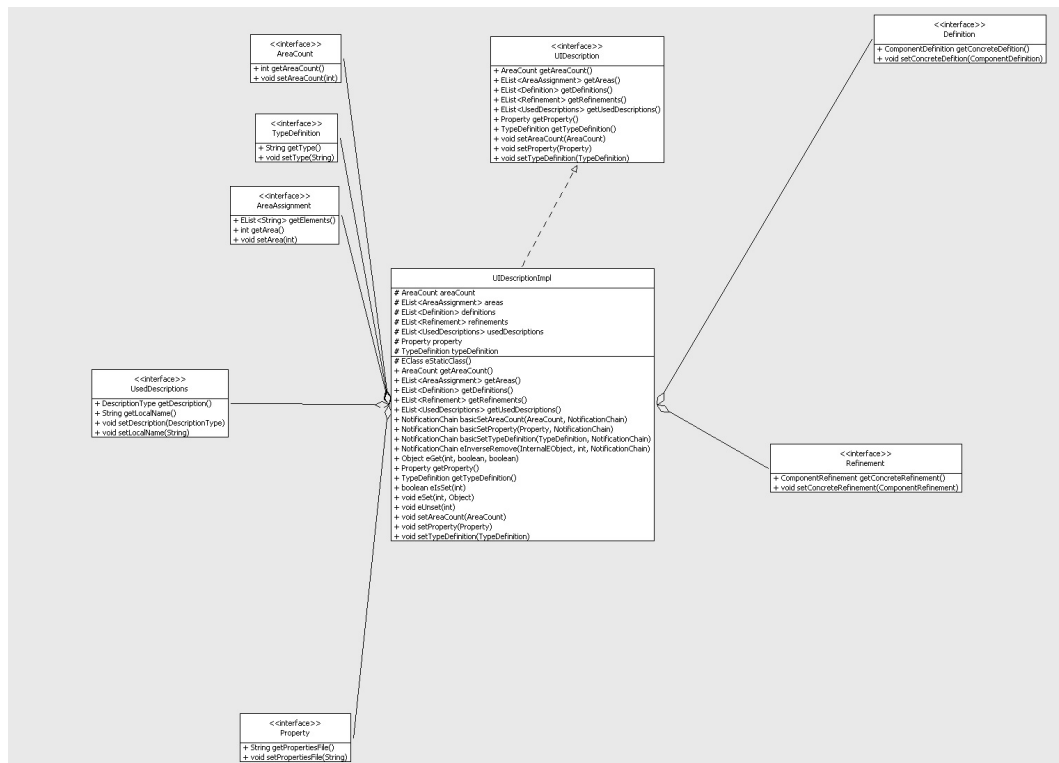 <<interface>>
AreaCount
+ int getAreaCount()
+ void setAreaCount(int)
<<interface>>
TypeDefinition
+ String getType()
+ void setType(String)
<<interface>>
AreaAssignment
+ EList<String> getElements()
+ int getArea()
+ void setArea(int)
<<interface>>
UIDescription
+ AreaCount getAreaCount()
+ EList<AreaAssignment> getAreas()
+ EList<Definition> getDefinitions()
+ EList<Refinement> getRefinements()
+ EList<UsedDescriptions> getUsedDescriptions()
+ Property getProperty()
+ TypeDefinition getTypeDefinition()
+ void setAreaCount(AreaCount)
+ void setProperty(Property)
+ void setTypeDefinition(TypeDefinition)
<<interface>>
Definition
+ ComponentDefinition getConcreteDefition()
+ void setConcreteDefition(ComponentDefinition)
UIDescriptionImpl
# AreaCount areaCount
# EList<AreaAssignment> areas
# EList<Definition> definitions
# EList<Refinement> refinements
# EList<UsedDescriptions> usedDescriptions
# Property property
# TypeDefinition typeDefinition
# EClass eStaticClass()
+ AreaCount getAreaCount()
+ EList<AreaAssignment> getAreas()
+ EList<Definition> getDefinitions()
+ EList<Refinement> getRefinements()
+ EList<UsedDescriptions> getUsedDescriptions()
+ NotificationChain basicSetAreaCount(AreaCount, NotificationChain)
+ NotificationChain basicSetProperty(Property, NotificationChain)
+ NotificationChain basicSetTypeDefinition(TypeDefinition, NotificationChain)
+ NotificationChain eInverseRemove(InternalEObject, int, NotificationChain)
+ Object eGet(int, boolean, boolean)
+ Property getProperty()
+ TypeDefinition getTypeDefinition()
+ boolean eIsSet(int)
+ void eSet(int, Object)
+ void eUnset(int)
+ void setAreaCount(AreaCount)
+ void setProperty(Property)
+ void setTypeDefinition(TypeDefinition)
<<interface>>
UsedDescriptions
+ DescriptionType getDescription()
+ String getLocalName()
+ void setDescription(DescriptionType)
+ void setLocalName(String)
<<interface>>
Refinement
+ ComponentRefinement getConcreteRefinement()
+ void setConcreteRefinement(ComponentRefinement)
<<interface>>
Property
+ String getPropertiesFile()
+ void setPropertiesFile(String)